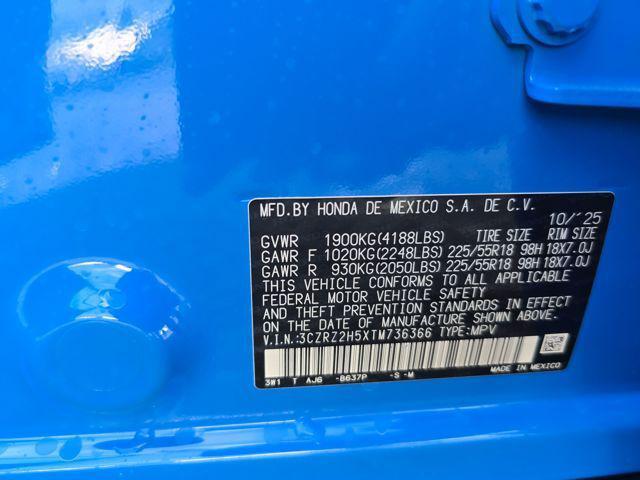 MFD.BY HONDA DE MEXICO S.A. DE C.V. 10/'25
GVWR 1900KG(4188LBS) TIRE SIZE RIM SIZE
GAWR F 1020KG(2248LBS) 225/55R18 98H 18X7.0J
GAWR R 930KG(2050LBS) 225/55R18 98H 18X7.0J
THIS VEHICLE CONFORMS TO ALL APPLICABLE
FEDERAL MOTOR VEHICLE SAFETY
AND THEFT PREVENTION STANDARDS IN EFFECT
ON THE DATE OF MANUFACTURE SHOWN ABOVE.
V.I.N.:3CZRZ2H5XTM736366 TYPE:MPV
3W1 T AJ6 -B637P -S-M MADE IN MEXICO